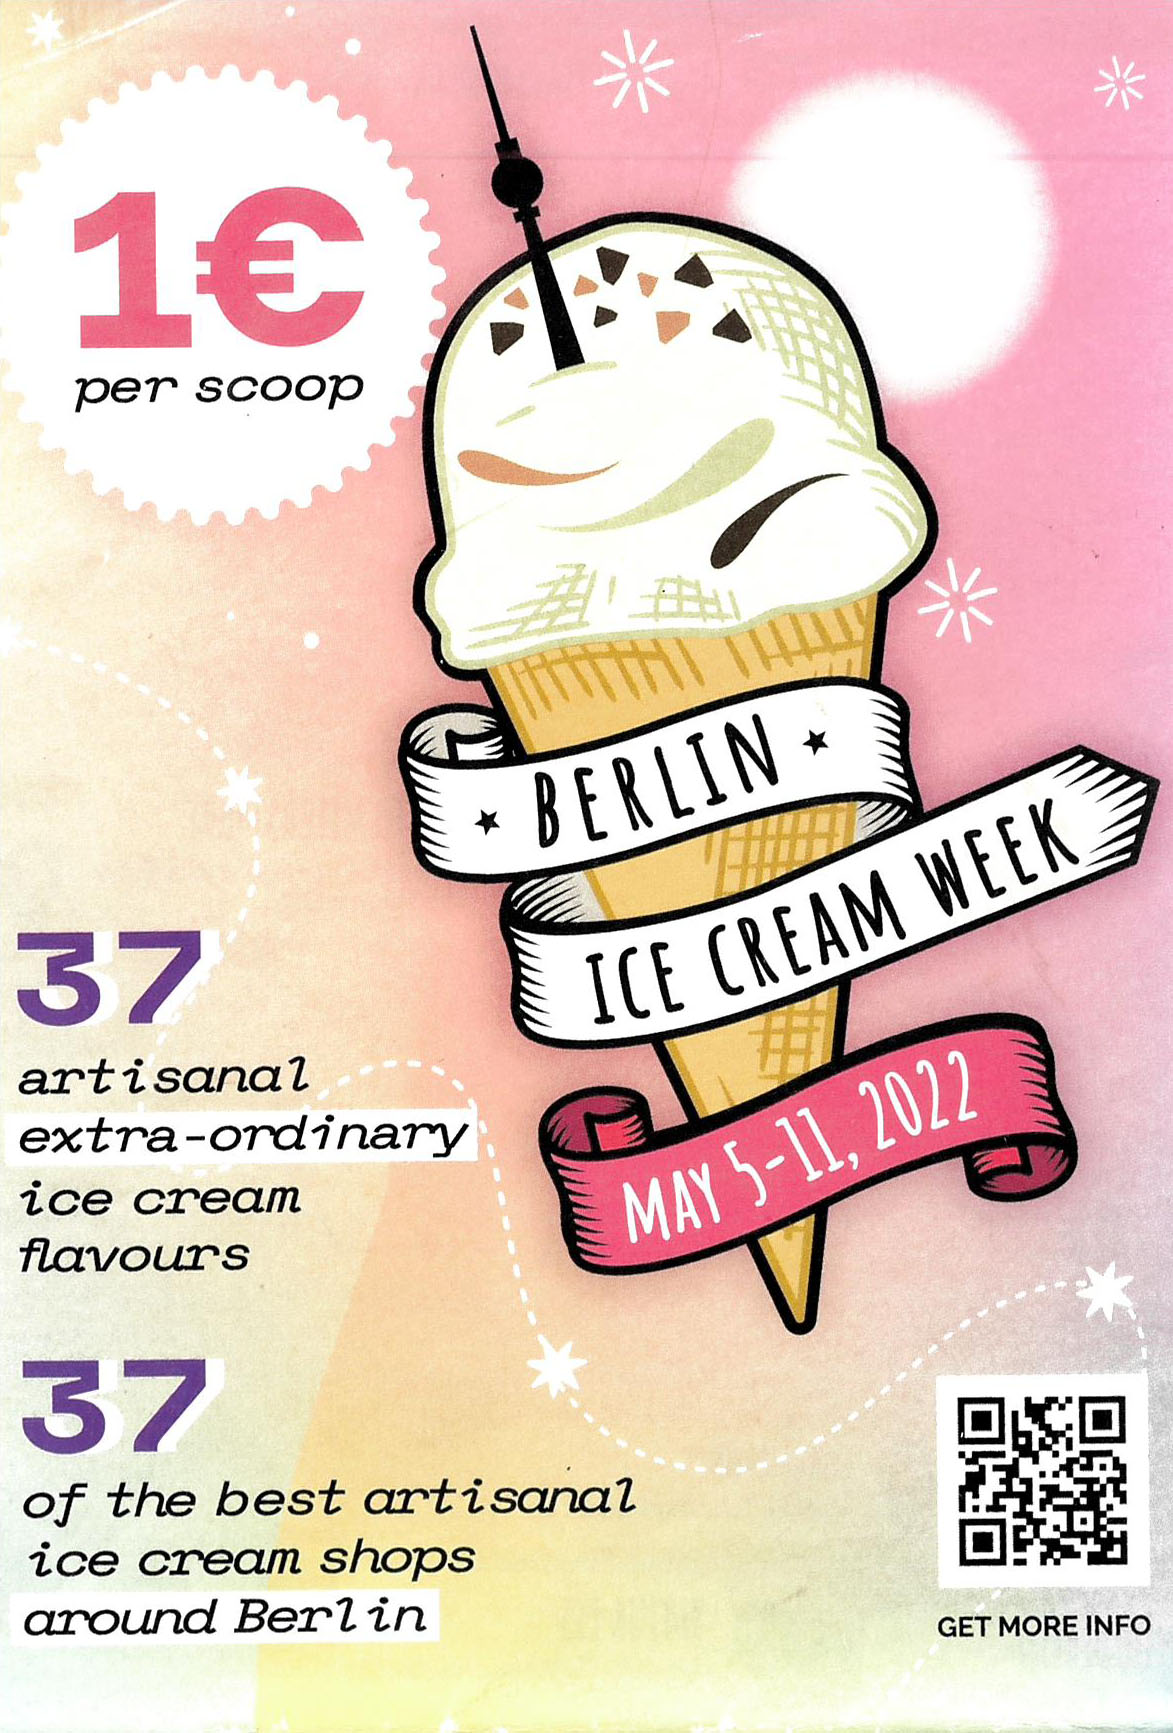 1€
per scoop
BERLIN
ICE CREAM WEEK
MAY 5-11, 2022
37
artisanal
extra-ordinary
ice cream
flavours
37
of the best artisanal
ice cream shops
around Berlin
GET MORE INFO